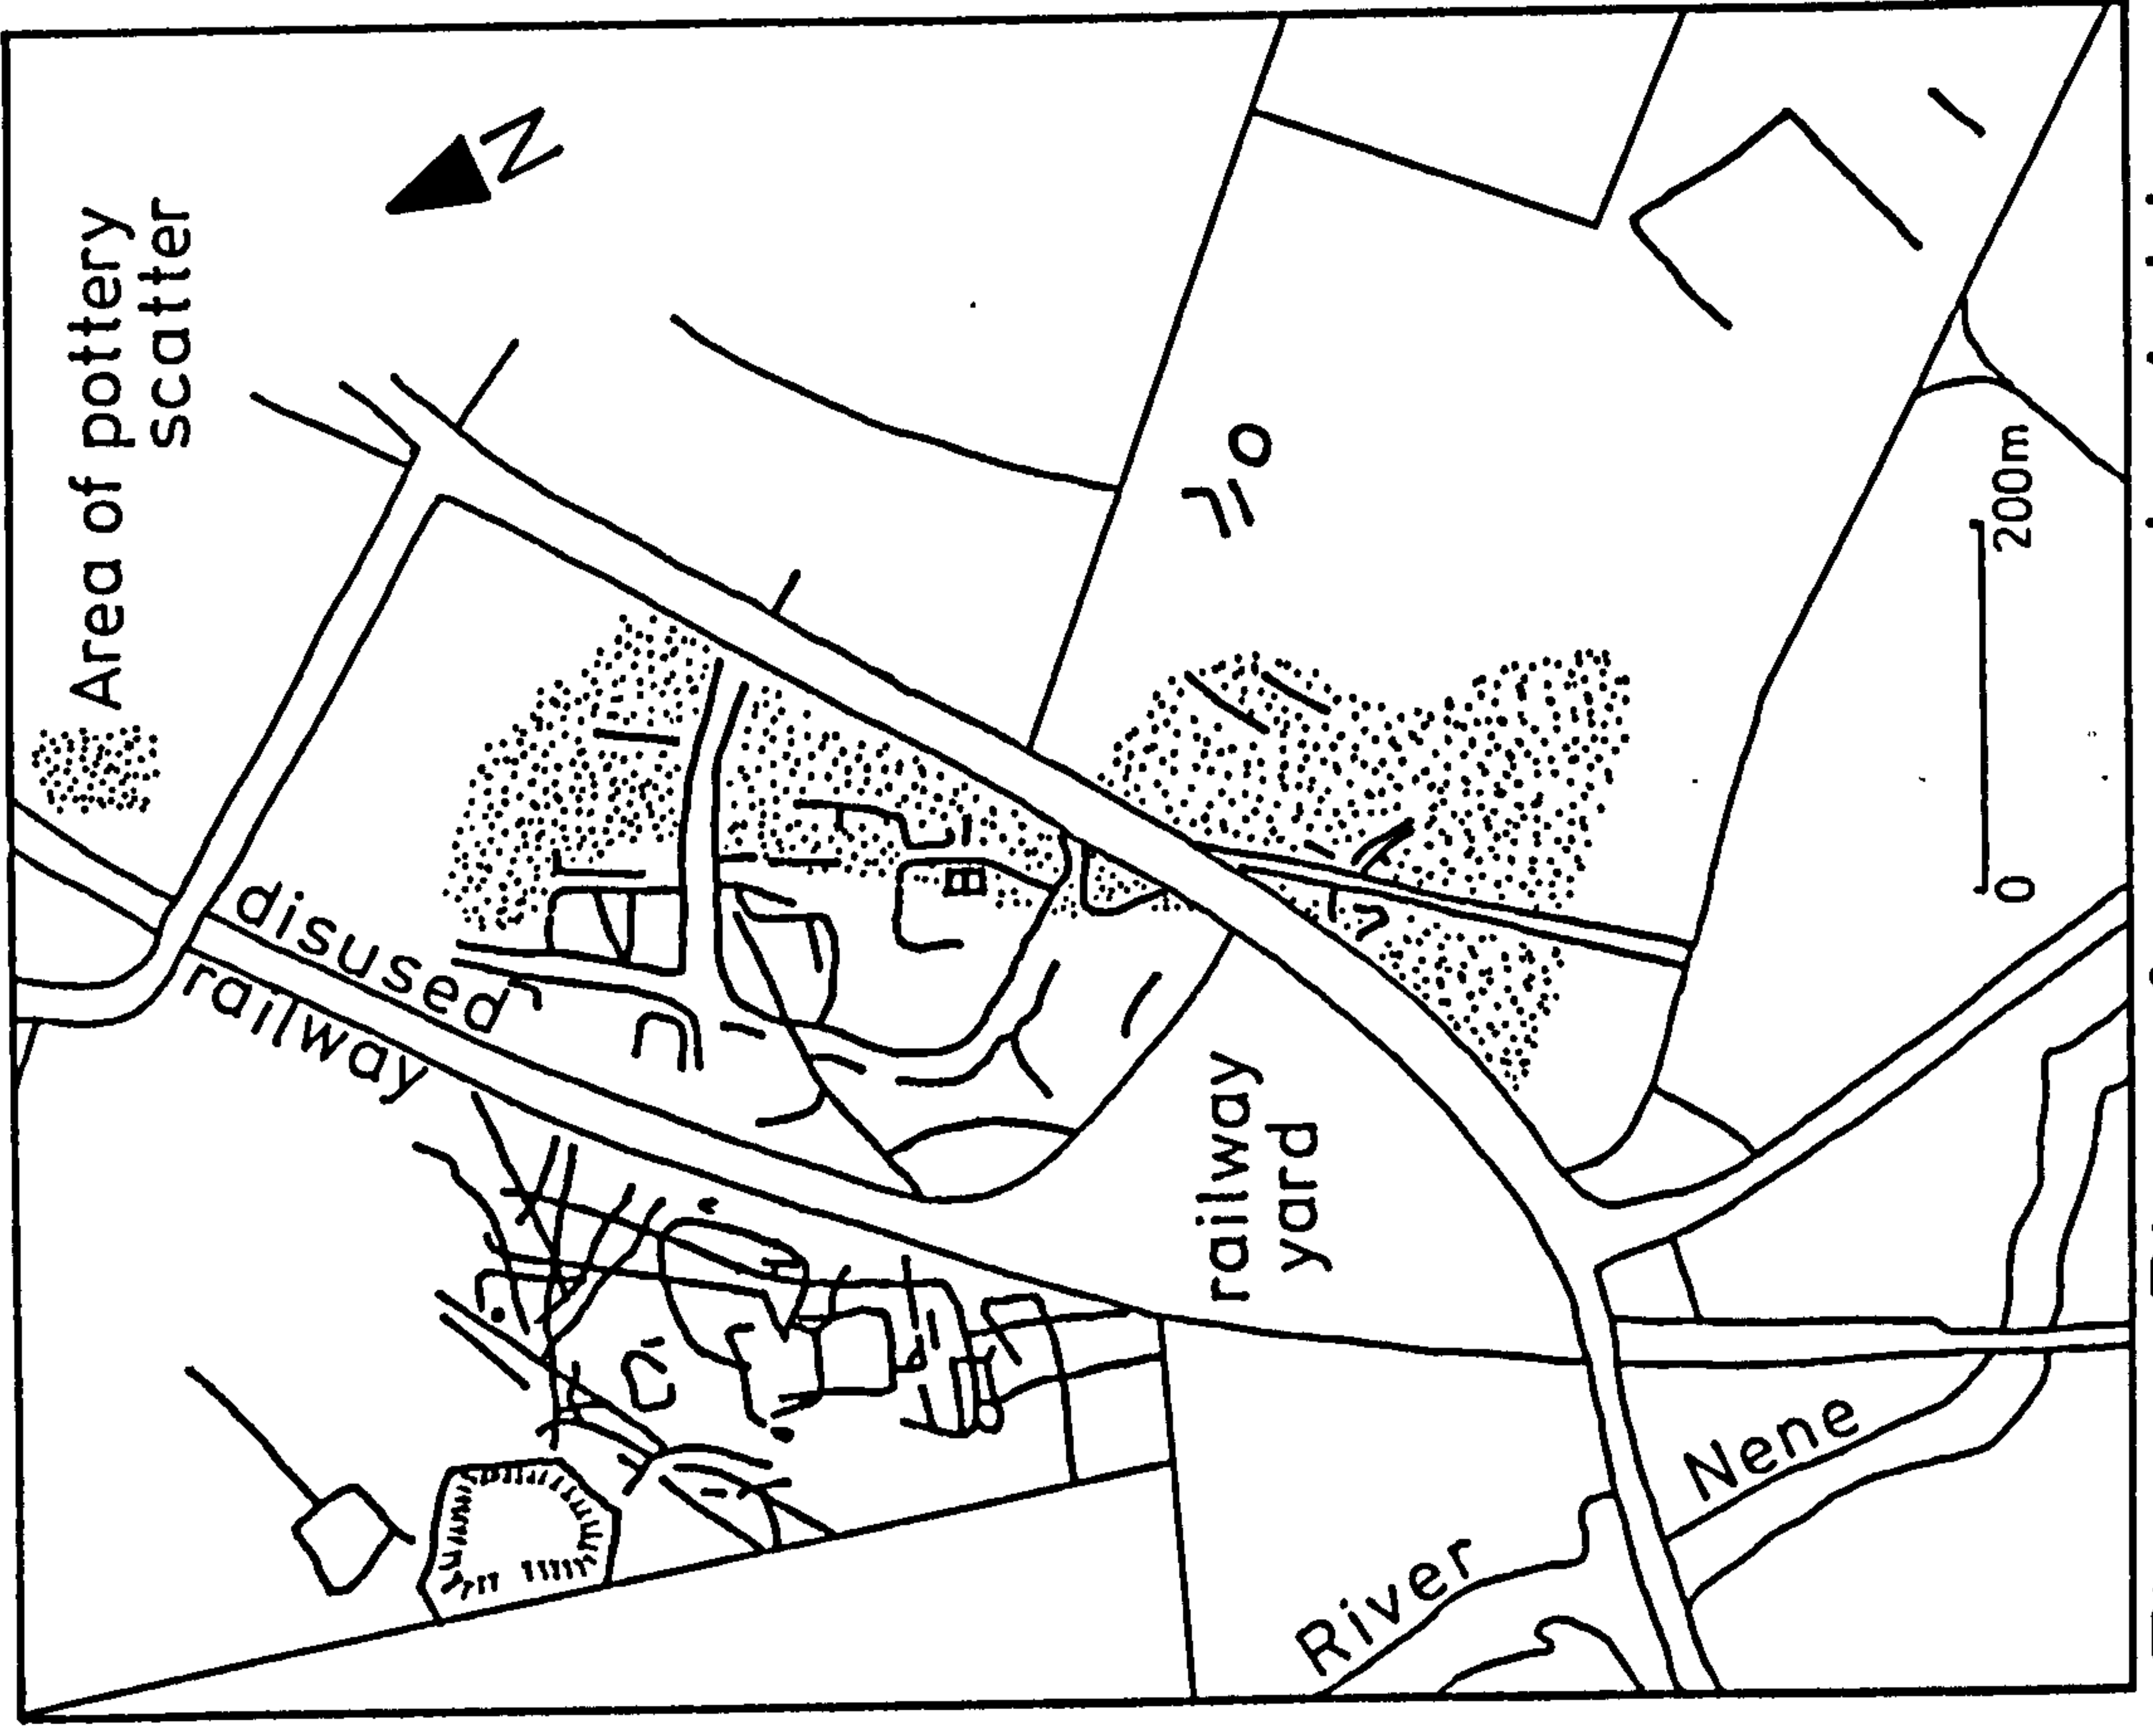 Area of pottery
scatter
N
disused
railway
railway
yard
River
Nene
0
200m